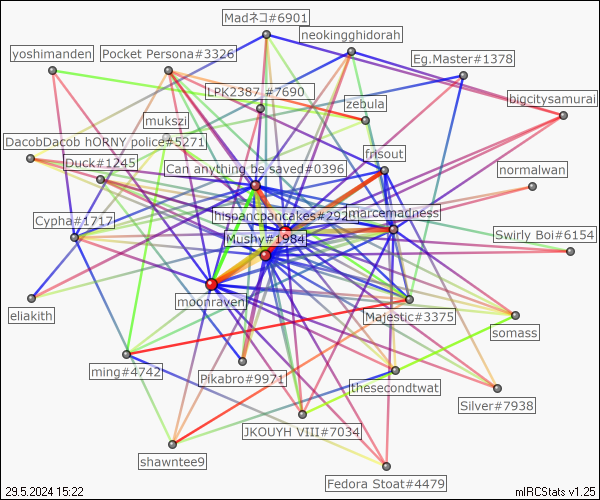 Madネコ#6901
neokingghidorah
yoshimanden
Pocket Persona#3326
Eg.Master#1378
LPK2387_#7690
bigcitysamurai
zebula
mukszi
DacobDacob hORNY police#5271
frisout
Duck#1245
Can anything be saved#0396
normalwan
hispancpancakes#292
marcemadness
Cypha#1717
Mushy#1984
Swirly Boi#6154
moonraven
eliakith
Majestic#3375
somass
ming#4742
Pikabro#9971
thesecondtwat
Silver#7938
JKOUYH VIII#7034
shawntee9
Fedora Stoat#4479
29.5.2024 15:22
mIRCStats v1.25